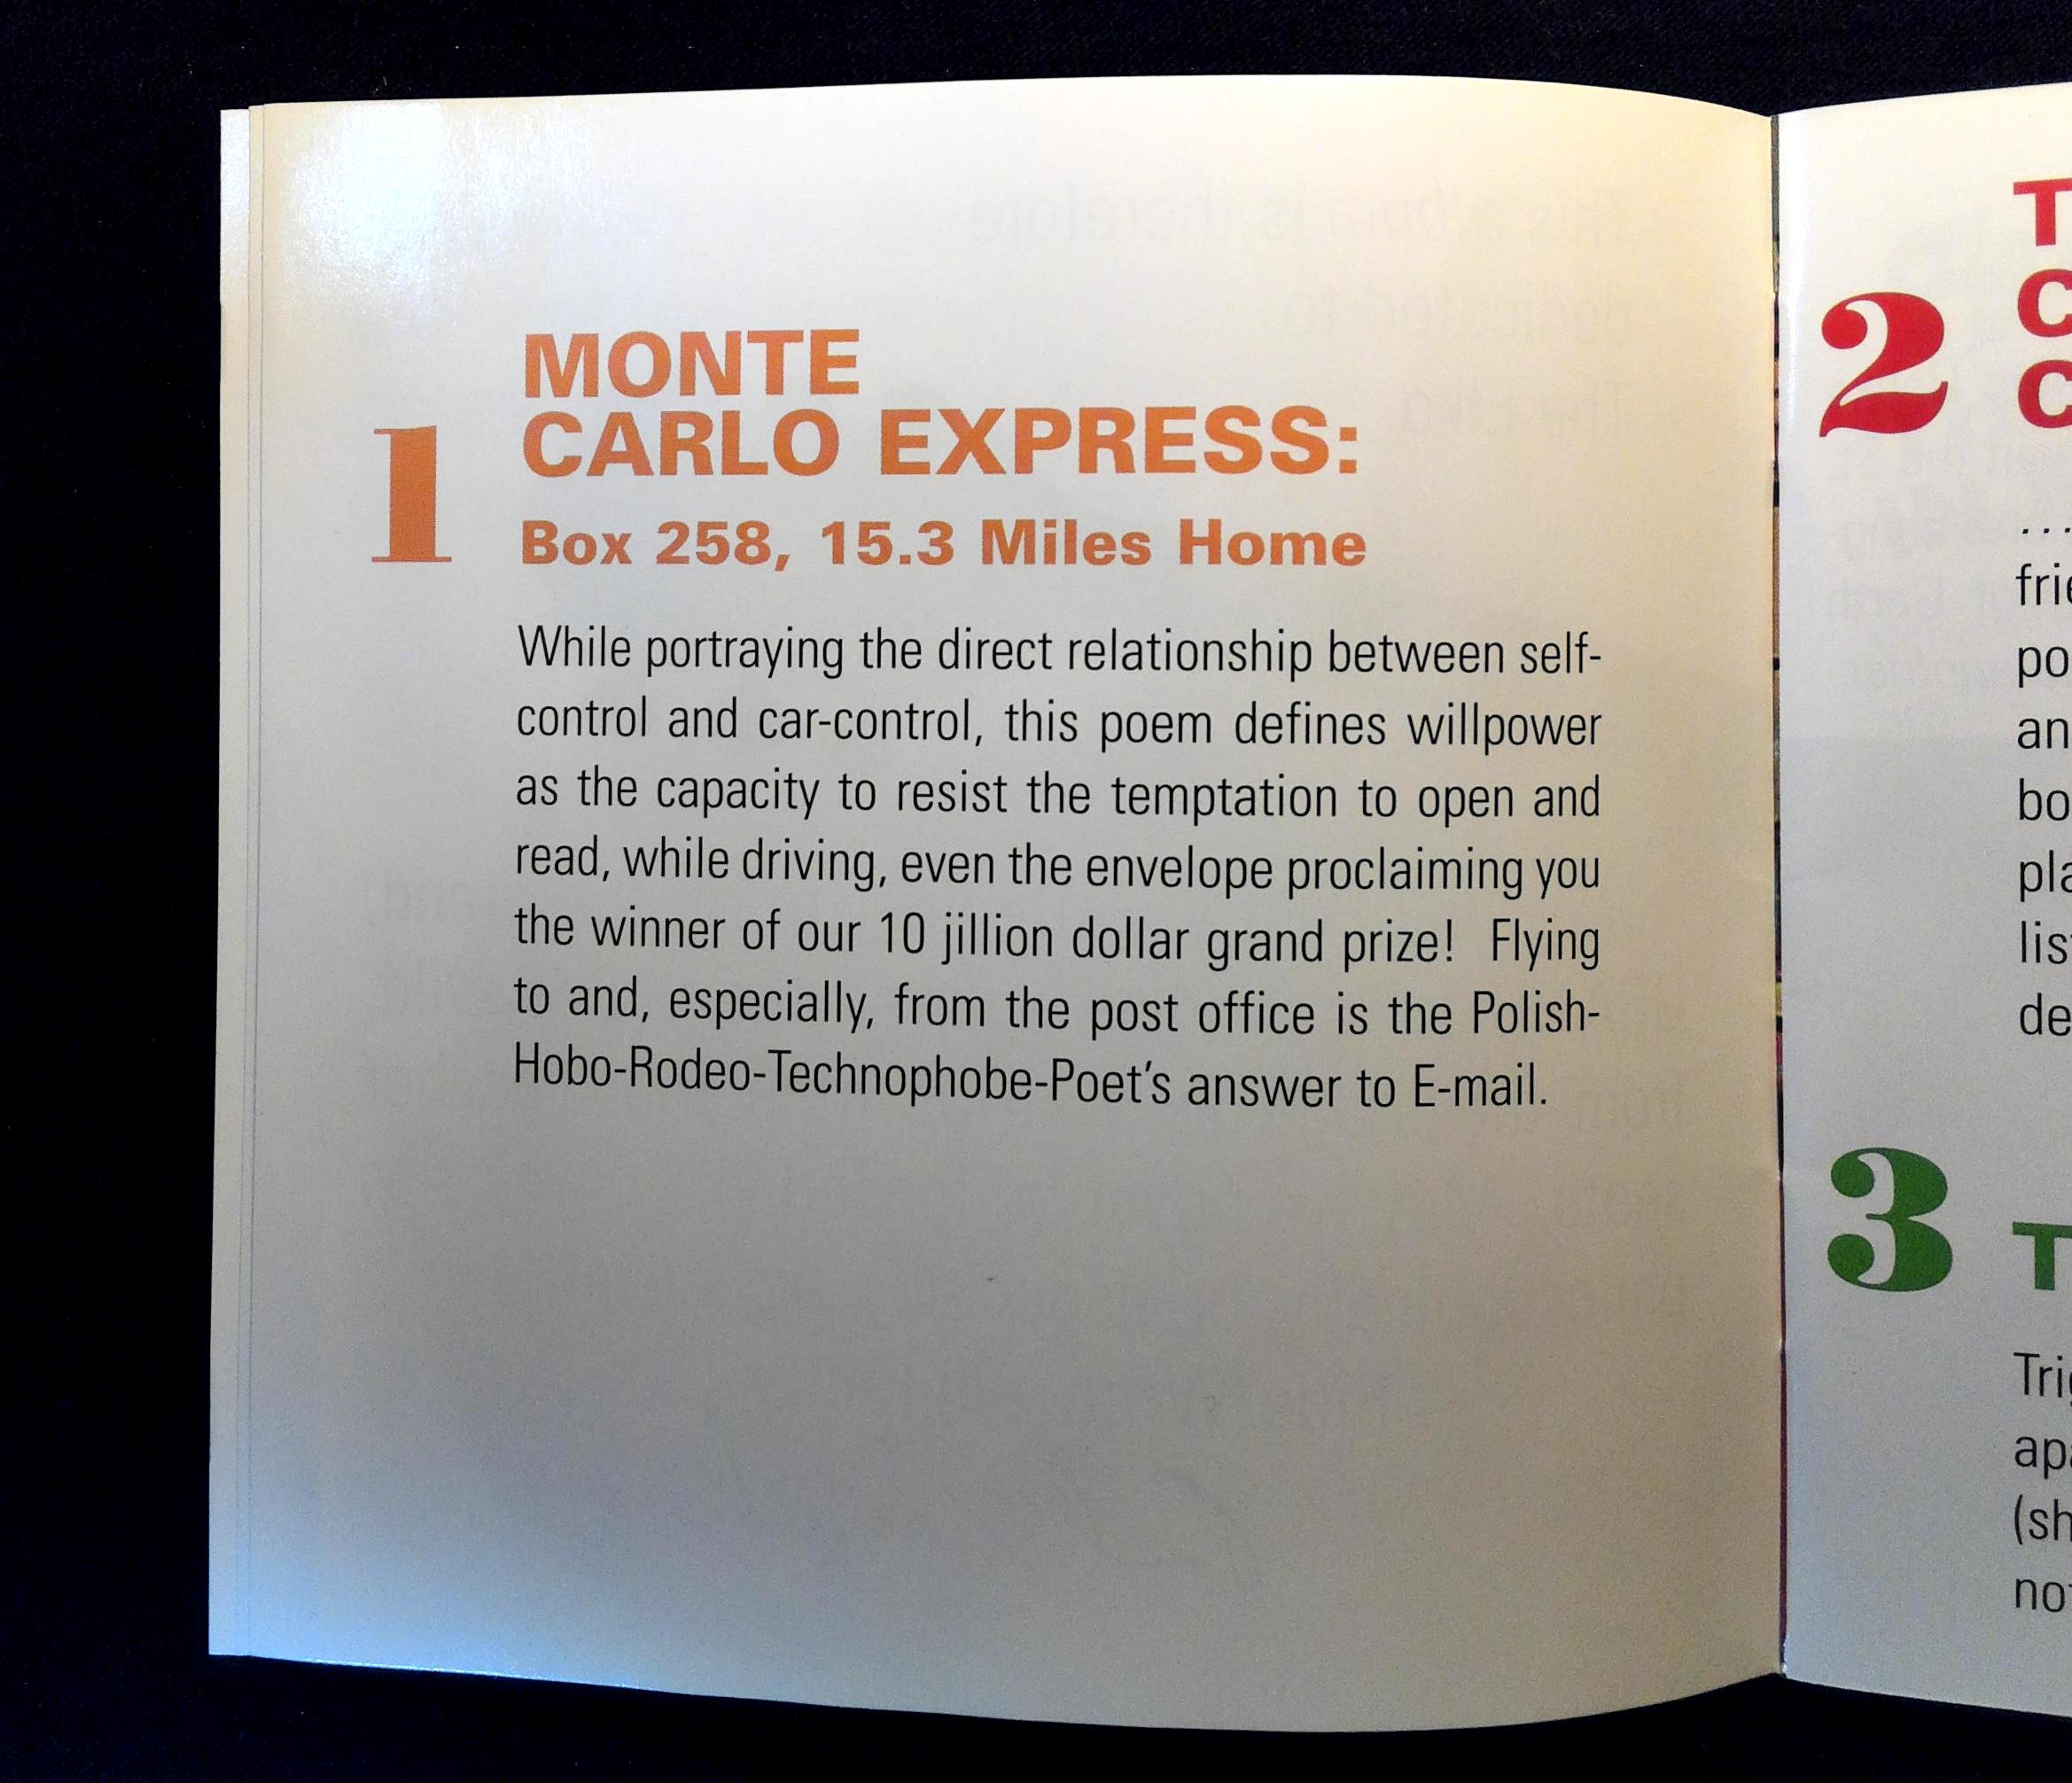 1
MONTE
CARLO EXPRESS:
Box 258, 15.3 Miles Home
While portraying the direct relationship between self-
control and car-control, this poem defines willpower
as the capacity to resist the temptation to open and
read, while driving, even the envelope proclaiming you
the winner of our 10 jillion dollar grand prize!  Flying
to and, especially, from the post office is the Polish-
Hobo-Rodeo-Technophobe-Poet's answer to E-mail.
2
3